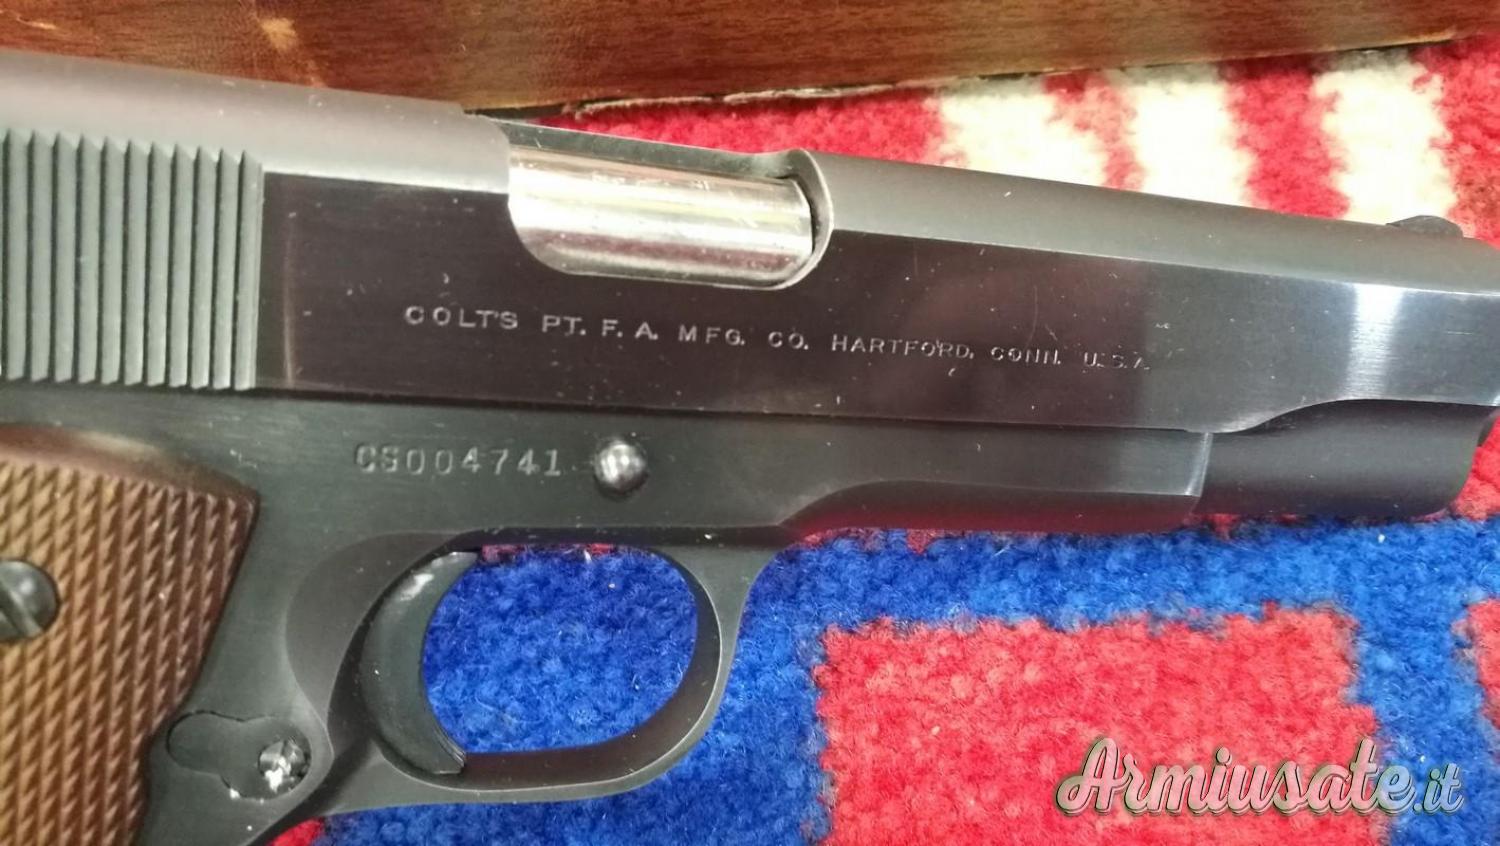 COLT'S PT. F. A. MFG. CO. HARTFORD, CONN. U.S.A.
CS004741
Armiusate.it